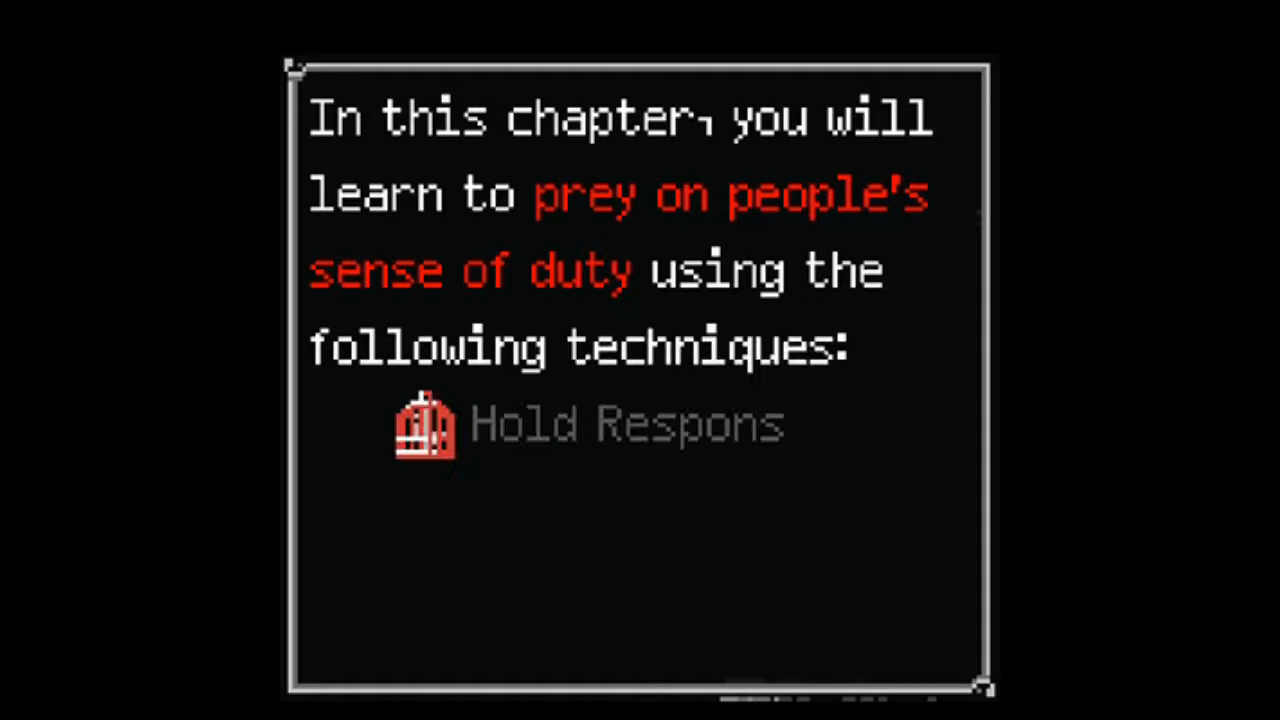 In this chapter, you will
learn to prey on people's
sense of duty using the
following techniques:
Hold Respons